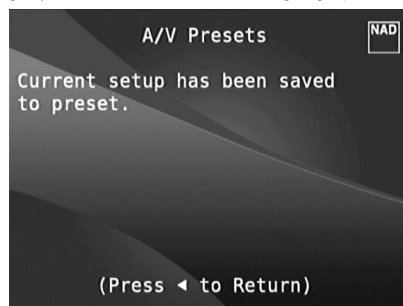 A/V Presets
NAD
Current setup has been saved
to preset.
(Press ◄ to Return)